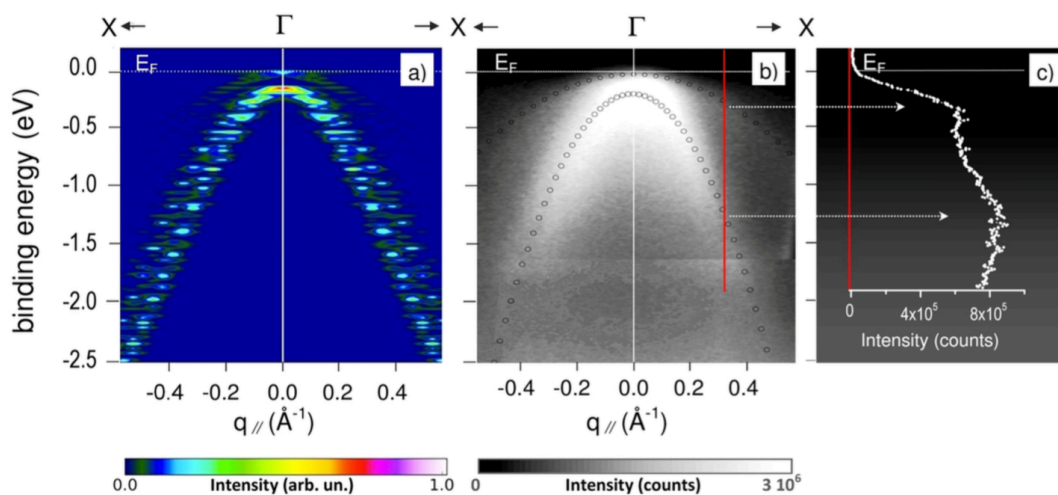 X ← Γ → X ← Γ → X
E_F a) E_F b) E_F c)
binding energy (eV)
0.0
-0.5
-1.0
-1.5
-2.0
-2.5
0 4x10⁵ 8x10⁵
Intensity (counts)
-0.4 -0.2 0.0 0.2 0.4
-0.4 -0.2 0.0 0.2 0.4
q // (Å⁻¹)
q // (Å⁻¹)
0.0 Intensity (arb. un.) 1.0
0 Intensity (counts) 3 10⁶